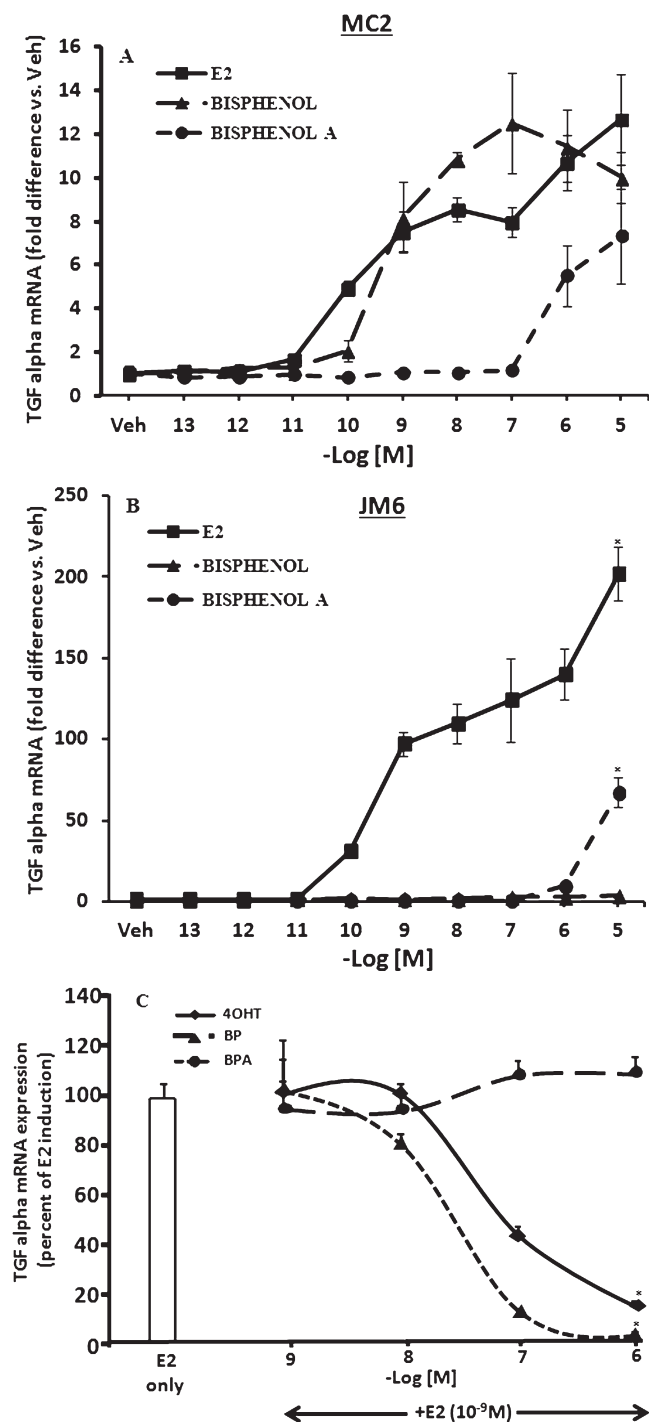 MC2
A
E2
BISPHENOL
BISPHENOL A
TGF alpha mRNA (fold difference vs. Veh)
16
14
12
10
8
6
4
2
0
Veh 13 12 11 10 9 8 7 6 5
-Log [M]
JM6
B
E2
BISPHENOL
BISPHENOL A
TGF alpha mRNA (fold difference vs. Veh)
250
200
150
100
50
0
×
×
Veh 13 12 11 10 9 8 7 6 5
-Log [M]
C
4OHT
BP
BPA
TGF alpha mRNA expression
(percent of E2 induction)
140
120
100
80
60
40
20
0
×
×
E2
only
9 8 7 6
-Log [M]
+E2 (10-9M)